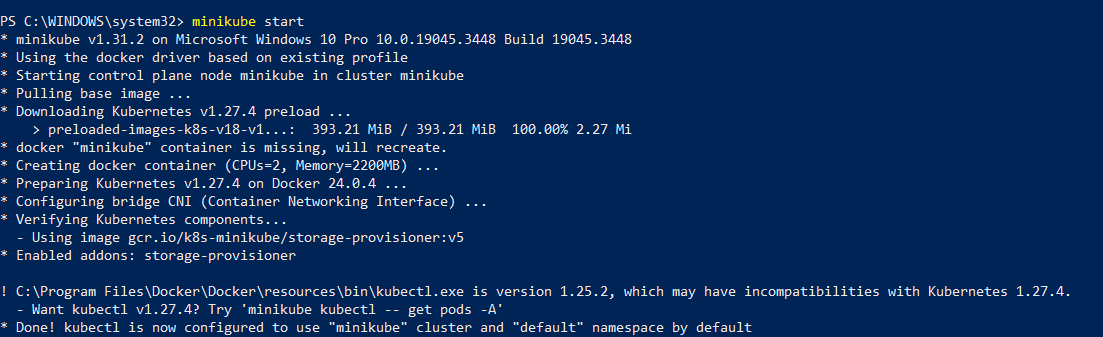 PS C:\WINDOWS\system32> minikube start
* minikube v1.31.2 on Microsoft Windows 10 Pro 10.0.19045.3448 Build 19045.3448
* Using the docker driver based on existing profile
* Starting control plane node minikube in cluster minikube
* Pulling base image ...
* Downloading Kubernetes v1.27.4 preload ...
    > preloaded-images-k8s-v18-v1...:  393.21 MiB / 393.21 MiB  100.00% 2.27 Mi
* docker "minikube" container is missing, will recreate.
* Creating docker container (CPUs=2, Memory=2200MB) ...
* Preparing Kubernetes v1.27.4 on Docker 24.0.4 ...
* Configuring bridge CNI (Container Networking Interface) ...
* Verifying Kubernetes components...
  - Using image gcr.io/k8s-minikube/storage-provisioner:v5
* Enabled addons: storage-provisioner
! C:\Program Files\Docker\Docker\resources\bin\kubectl.exe is version 1.25.2, which may have incompatibilities with Kubernetes 1.27.4.
  - Want kubectl v1.27.4? Try 'minikube kubectl -- get pods -A'
* Done! kubectl is now configured to use "minikube" cluster and "default" namespace by default